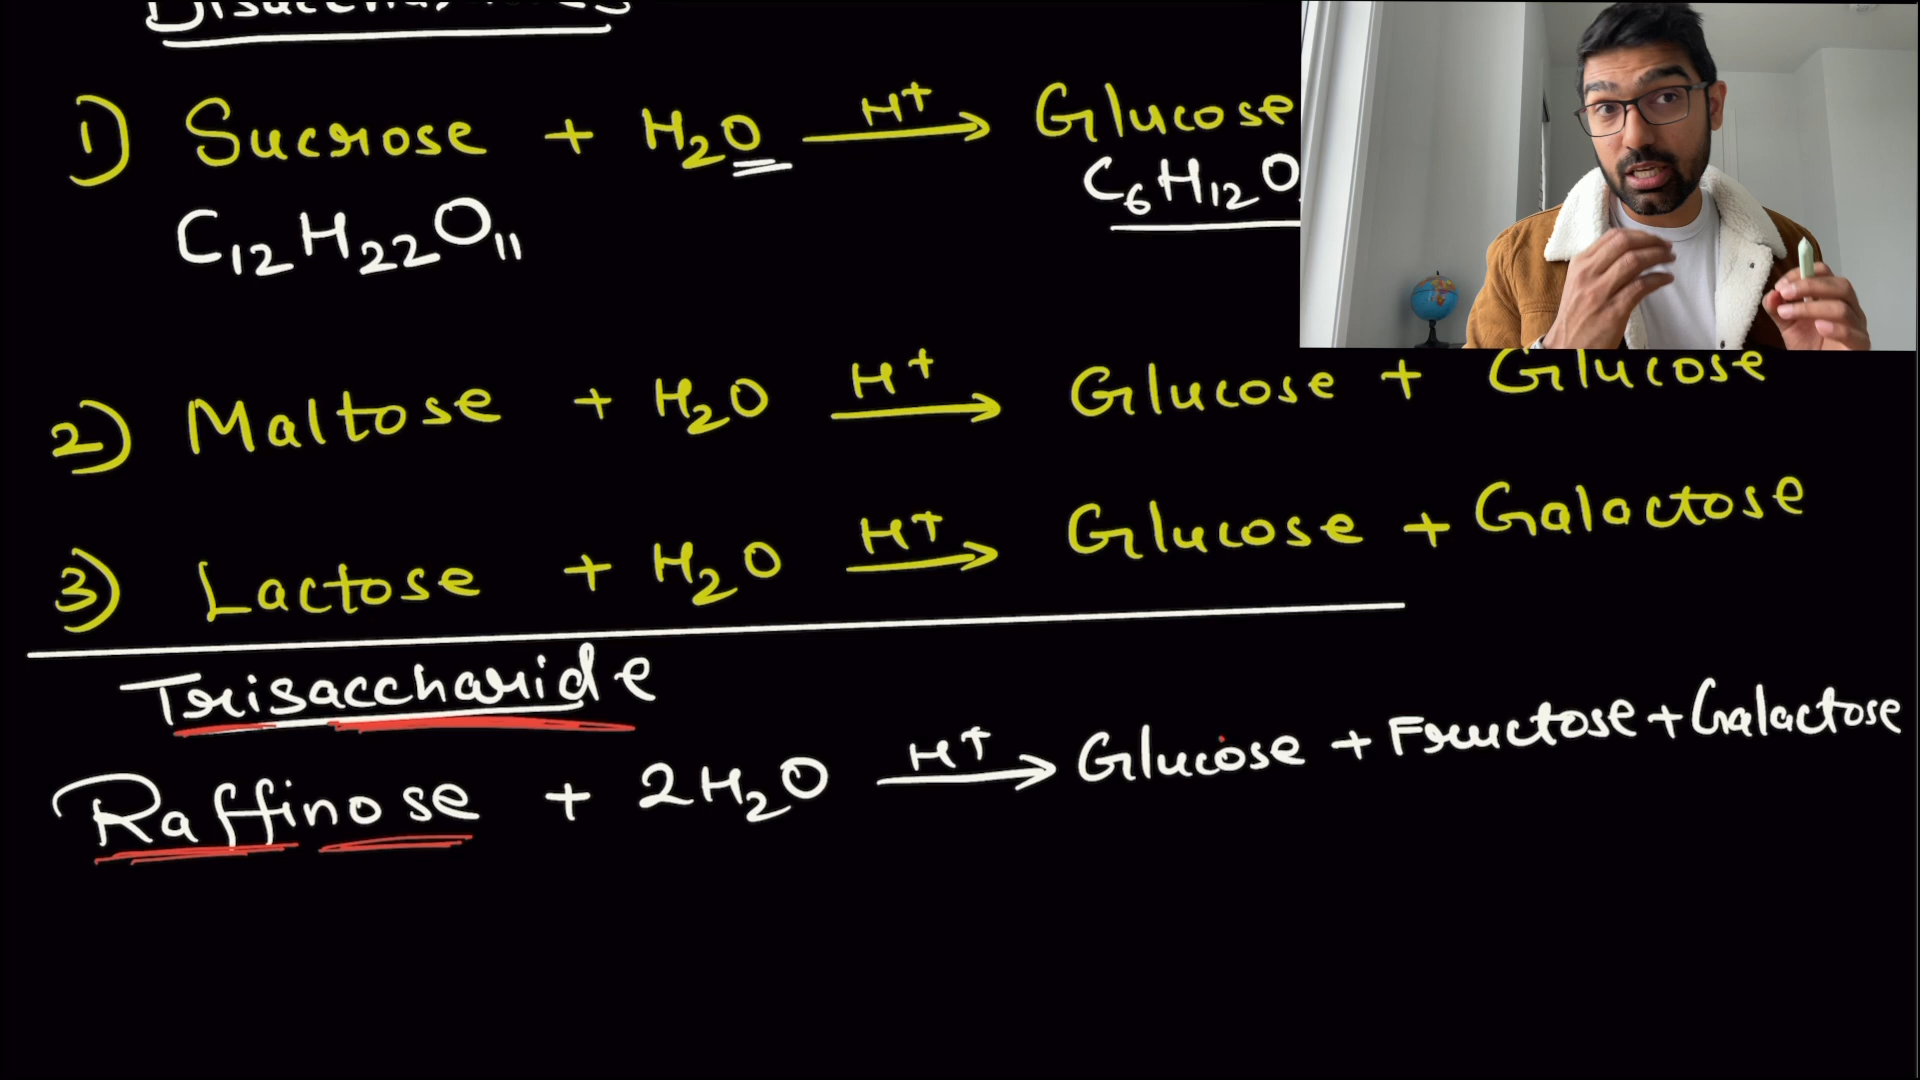 Disaccharides
1) Sucrose + H₂O —H⁺→ Glucose
C₁₂H₂₂O₁₁ C₆H₁₂O
2) Maltose + H₂O —H⁺→ Glucose + Glucose
3) Lactose + H₂O —H⁺→ Glucose + Galactose
Trisaccharide
Raffinose + 2H₂O —H⁺→ Glucose + Fructose + Galactose